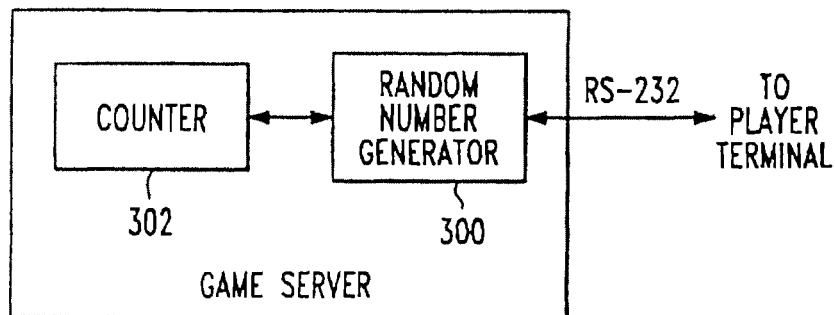 COUNTER
302
RANDOM
NUMBER
GENERATOR
300
RS-232
TO
PLAYER
TERMINAL
GAME SERVER